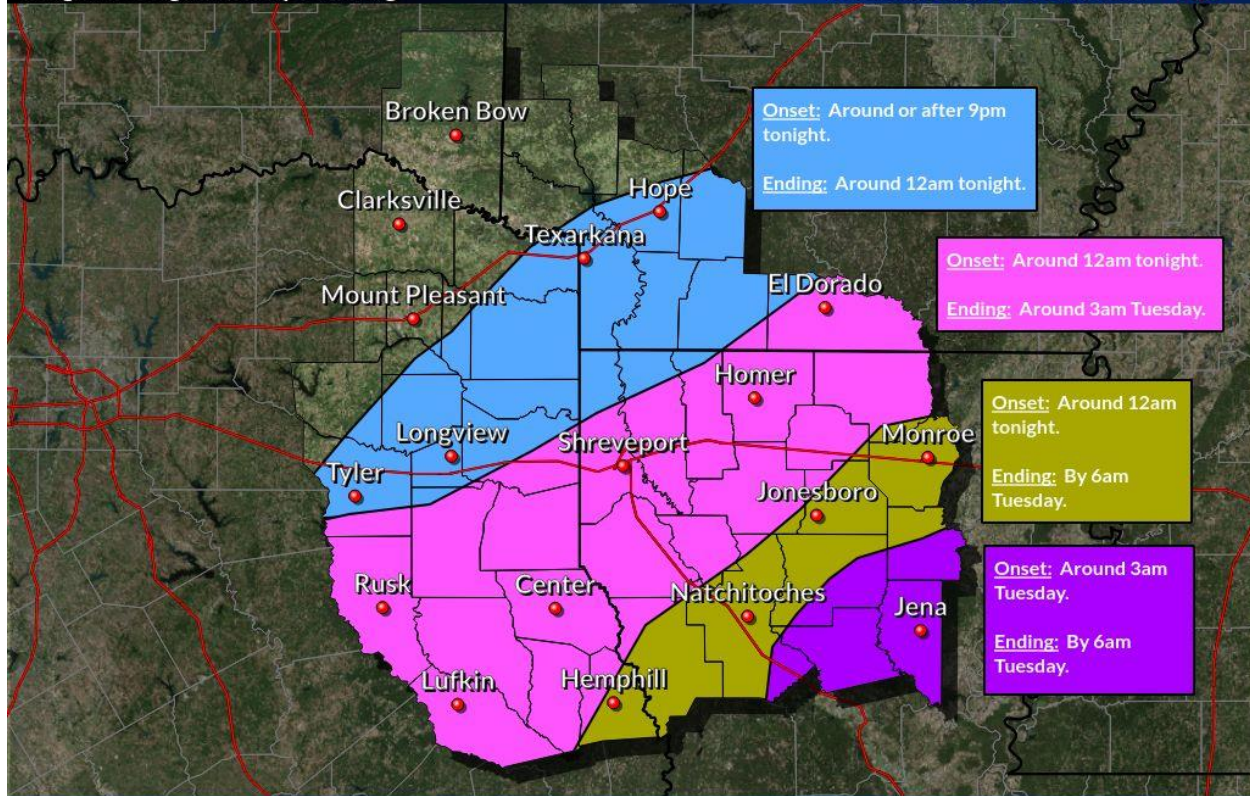 Broken Bow
Onset: Around or after 9pm
tonight.
Ending: Around 12am tonight.
Hope
Clarksville
Texarkana
Onset: Around 12am tonight.
Ending: Around 3am Tuesday.
El Dorado
Mount Pleasant
Homer
Onset: Around 12am
tonight.
Ending: By 6am
Tuesday.
Longview
Shreveport
Monroe
Tyler
Jonesboro
Onset: Around 3am
Tuesday.
Ending: By 6am
Tuesday.
Rusk
Center
Natchitoches
Jena
Lufkin
Hemphill